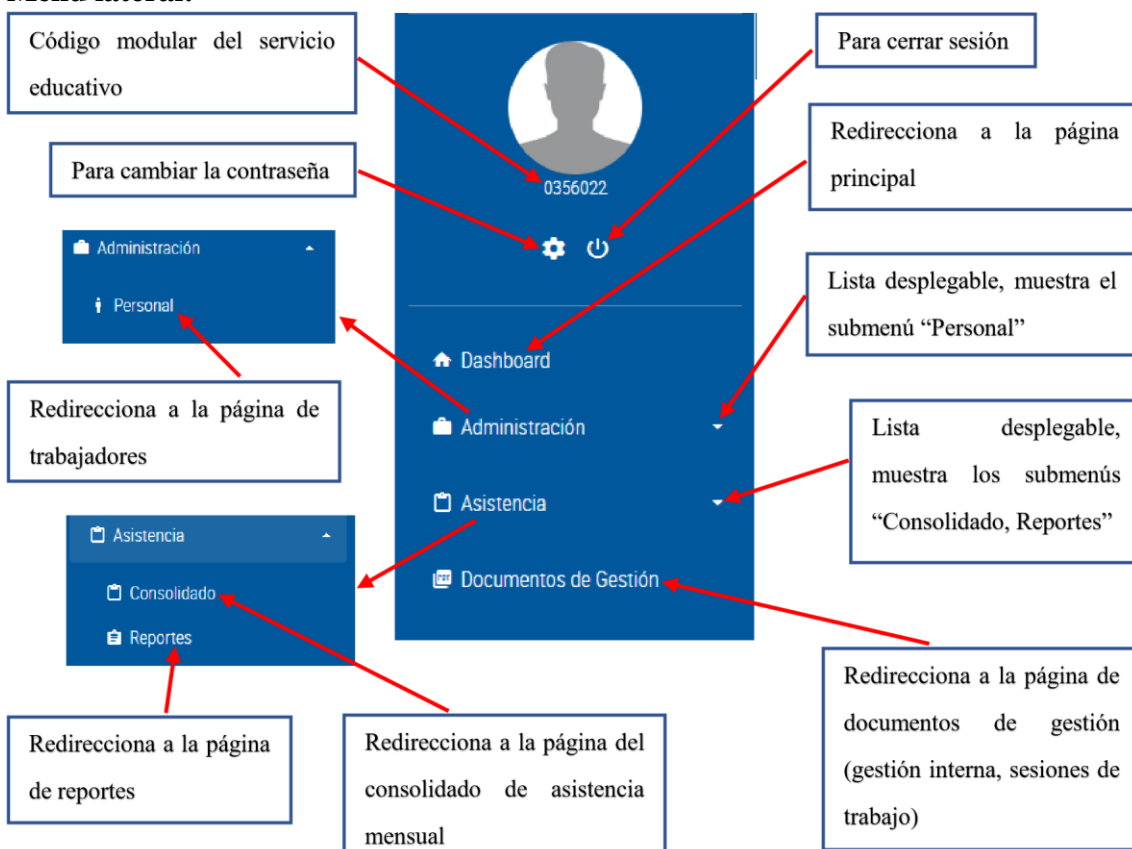 Menú lateral:
Código modular del servicio
educativo
Para cambiar la contraseña
Administración
Personal
Redirecciona a la página de
trabajadores
Asistencia
Consolidado
Reportes
Redirecciona a la página
de reportes
0356022
Dashboard
Administración
Asistencia
Documentos de Gestión
Redirecciona a la página del
consolidado de asistencia
mensual
Para cerrar sesión
Redirecciona a la página
principal
Lista desplegable, muestra el
submenú “Personal”
Lista desplegable,
muestra los submenús
“Consolidado, Reportes”
Redirecciona a la página de
documentos de gestión
(gestión interna, sesiones de
trabajo)